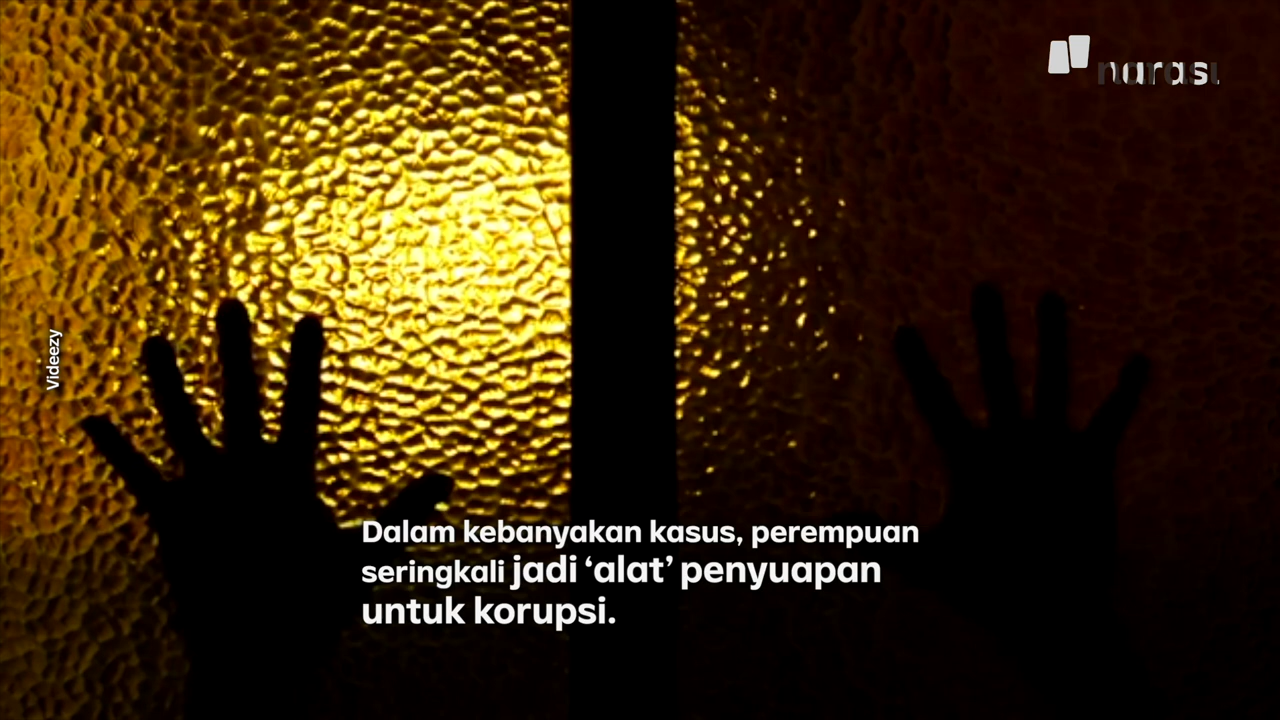 narasi
Videezy
Dalam kebanyakan kasus, perempuan
seringkali jadi ‘alat’ penyuapan
untuk korupsi.